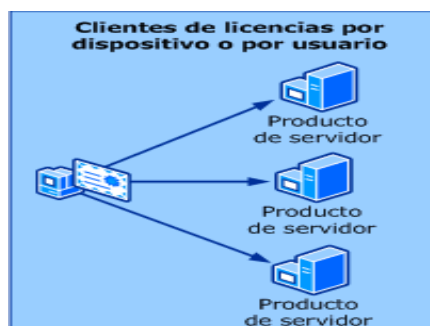 Clientes de licencias por
dispositivo o por usuario
Producto
de servidor
Producto
de servidor
Producto
de servidor